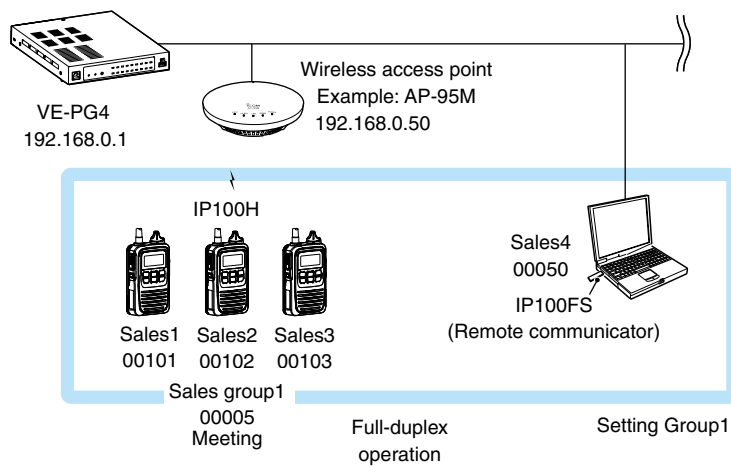 VE-PG4
192.168.0.1
Wireless access point
Example: AP-95M
192.168.0.50
IP100H
Sales1
00101
Sales2
00102
Sales3
00103
Sales group1
00005
Meeting
Sales4
00050
IP100FS
(Remote communicator)
Full-duplex
operation
Setting Group1